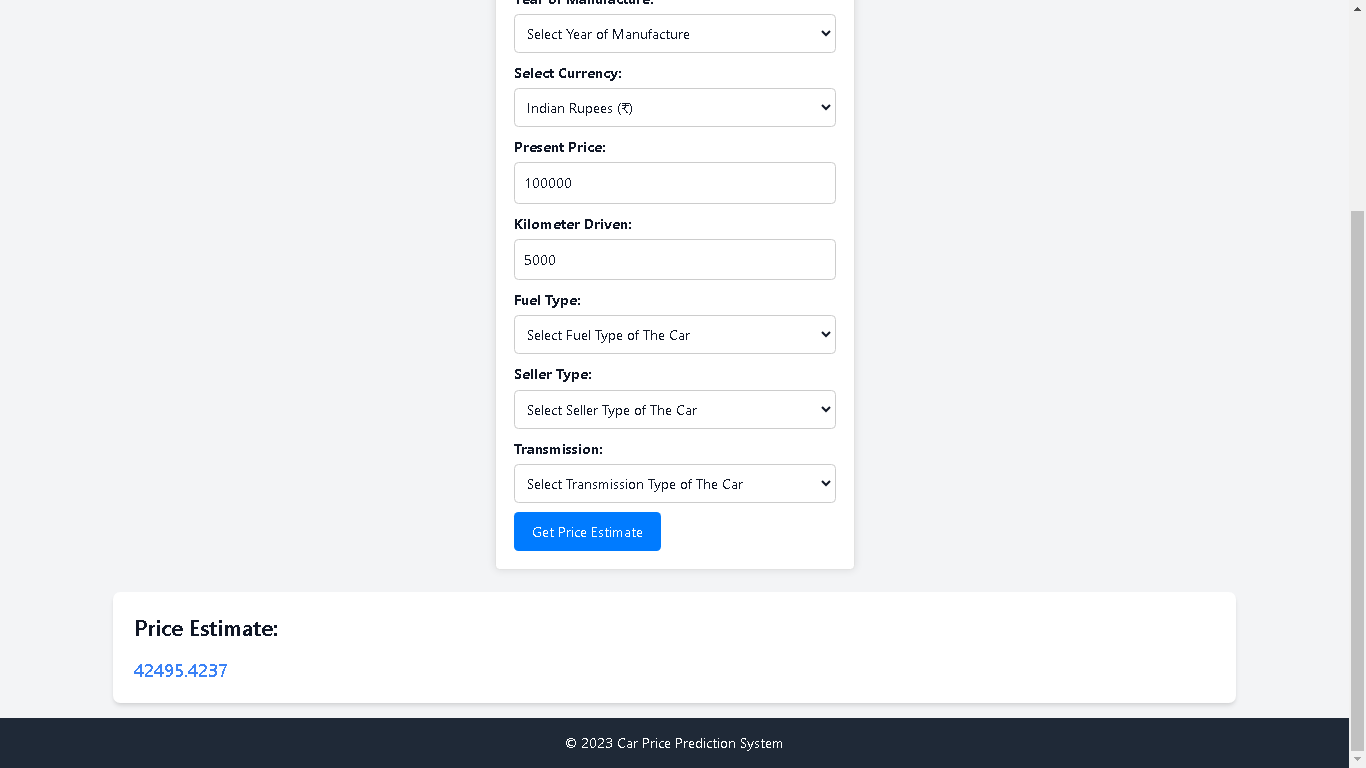 Year of Manufacture:
Select Year of Manufacture
Select Currency:
Indian Rupees (₹)
Present Price:
100000
Kilometer Driven:
5000
Fuel Type:
Select Fuel Type of The Car
Seller Type:
Select Seller Type of The Car
Transmission:
Select Transmission Type of The Car
Get Price Estimate
Price Estimate:
42495.4237
© 2023 Car Price Prediction System